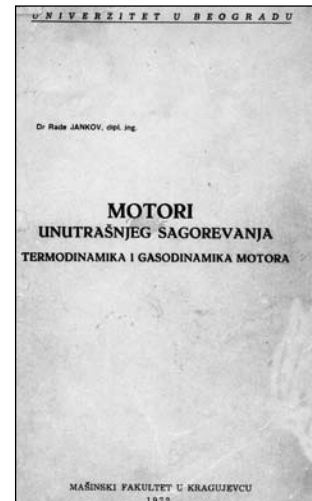 UNIVERZITET U BEOGRADU
Dr Rade JANKOV, dipl. ing.
MOTORI
UNUTRAŠNJEG SAGOREVANJA
TERMODINAMIKA I GASODINAMIKA MOTORA
MAŠINSKI FAKULTET U KRAGUJEVCU